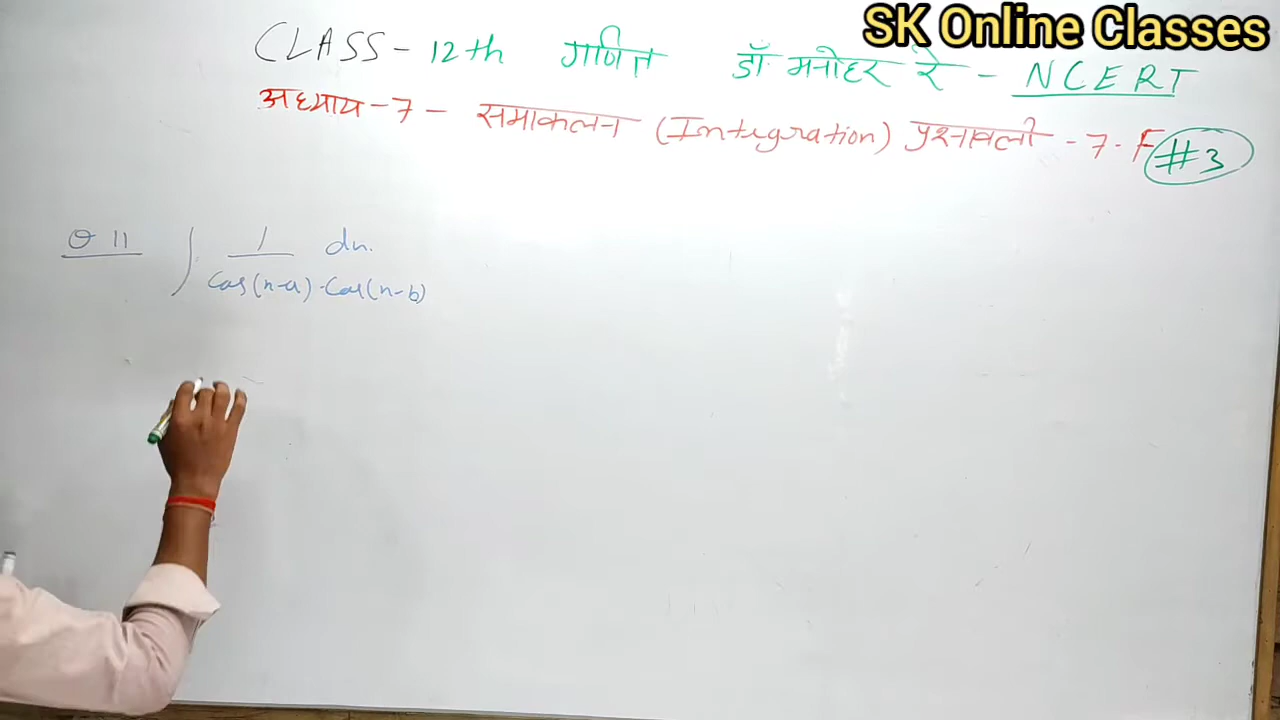 SK Online Classes
CLASS - 12th गणित डॉ. मनोहर रे - NCERT
अध्याय - 7 - समाकलन (Integration) प्रश्नावली - 7.F #3
Q 11 ∫ 1 / cos(x-a)·cos(x-b) dx.